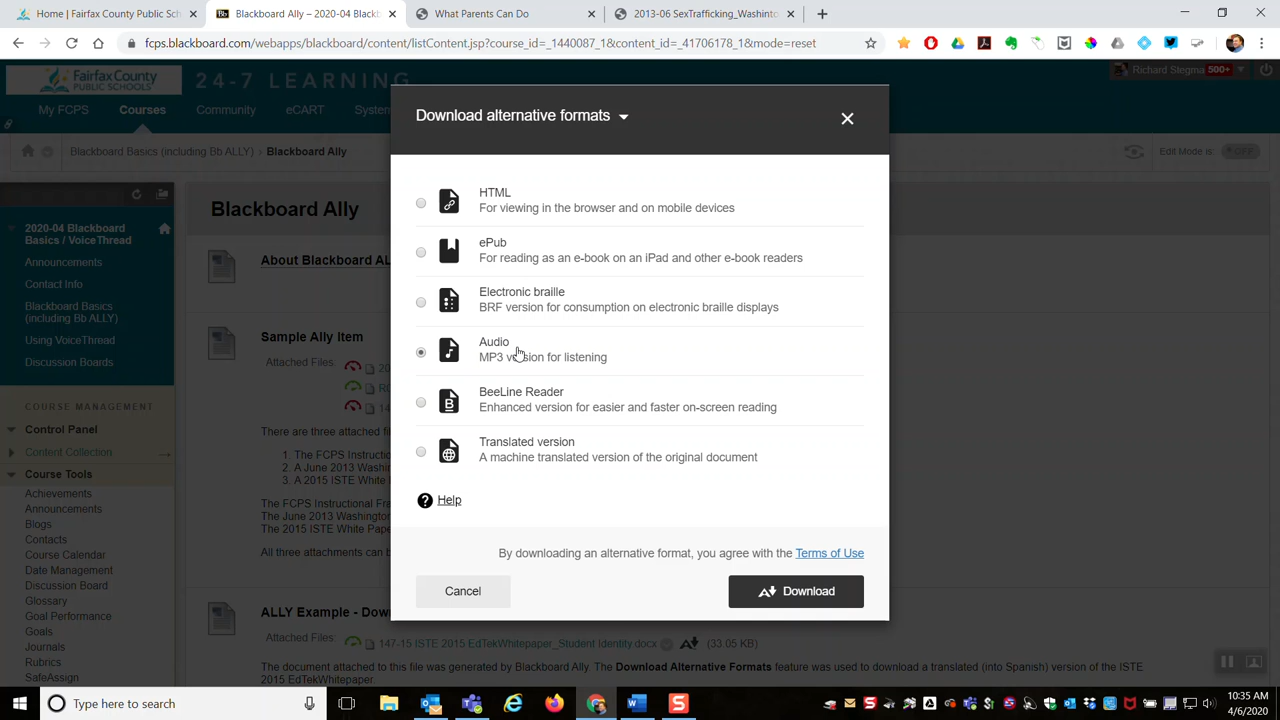 Home | Fairfax County Public Sch
Blackboard Ally – 2020-04 Blackb
What Parents Can Do
2013-06 SexTrafficking_Washinto
fcps.blackboard.com/webapps/blackboard/content/listContent.jsp?course_id=_1440087_1&content_id=_41706178_1&mode=reset
Fairfax County
PUBLIC SCHOOLS
24-7 LEARNING
Richard Stegma 500+
My FCPS
Courses
Community
eCART
System
Blackboard Basics (including Bb ALLY) > Blackboard Ally
Edit Mode is: OFF
2020-04 Blackboard
Basics / VoiceThread
Announcements
Contact Info
Blackboard Basics
(including Bb ALLY)
Using VoiceThread
Discussion Boards
COURSE MANAGEMENT
Control Panel
Content Collection
Course Tools
Achievements
Announcements
Blogs
Contacts
Course Calendar
Date Management
Discussion Board
Glossary
Goal Performance
Goals
Journals
Rubrics
SafeAssign
Blackboard Ally
About Blackboard AL
Sample Ally Item
Attached Files:
20
RO
14
There are three attached fi
1. The FCPS Instructio
2. A June 2013 Washin
3. A 2015 ISTE White P
The FCPS Instructional Fra
The June 2013 Washington
The 2015 ISTE White Pape
All three attachments can b
ALLY Example - Dow
Attached Files:
147-15 ISTE 2015 EdTekWhitepaper_Student Identity.docx
(33.05 KB)
The document attached to this file was generated by Blackboard Ally. The Download Alternative Formats feature was used to download a translated (into Spanish) version of the ISTE
2015 EdTekWhitepaper.
Download alternative formats
HTML
For viewing in the browser and on mobile devices
ePub
For reading as an e-book on an iPad and other e-book readers
Electronic braille
BRF version for consumption on electronic braille displays
Audio
MP3 version for listening
BeeLine Reader
Enhanced version for easier and faster on-screen reading
Translated version
A machine translated version of the original document
Help
By downloading an alternative format, you agree with the Terms of Use
Cancel
Download
Type here to search
10:35 AM
4/6/2020